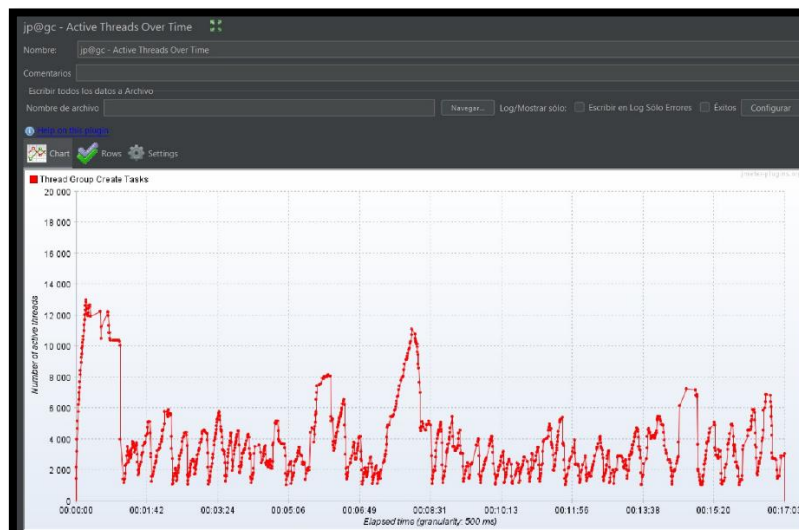 jp@gc - Active Threads Over Time
Nombre: jp@gc - Active Threads Over Time
Comentarios
Escribir todos los datos a Archivo
Nombre de archivo Navegar... Log/Mostrar sólo: Escribir en Log Sólo Errores Éxitos Configurar
Help on this plugin
Chart Rows Settings
Thread Group Create Tasks
20 000
18 000
16 000
14 000
12 000
10 000
8 000
6 000
4 000
2 000
0
Number of active threads
00:00:00 00:01:42 00:03:24 00:05:06 00:06:49 00:08:31 00:10:13 00:11:56 00:13:38 00:15:20 00:17:03
Elapsed time (granularity: 500 ms)